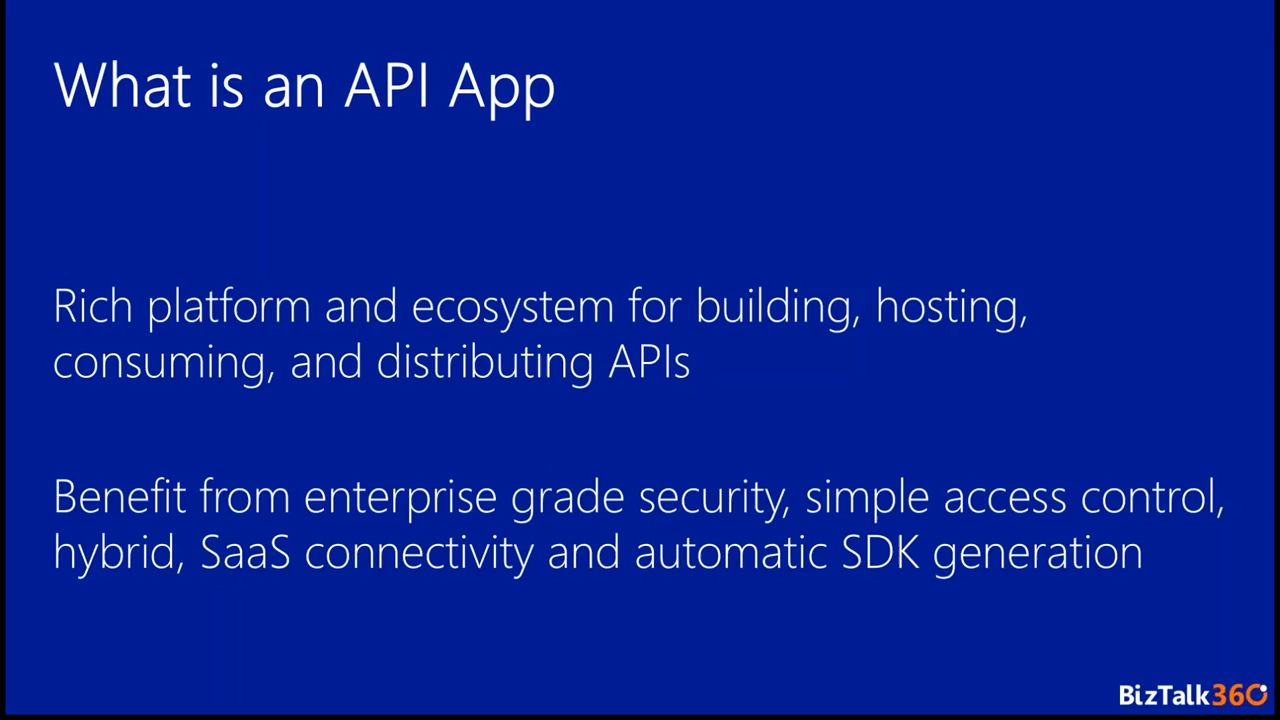 What is an API App
Rich platform and ecosystem for building, hosting,
consuming, and distributing APIs
Benefit from enterprise grade security, simple access control,
hybrid, SaaS connectivity and automatic SDK generation
BizTalk360